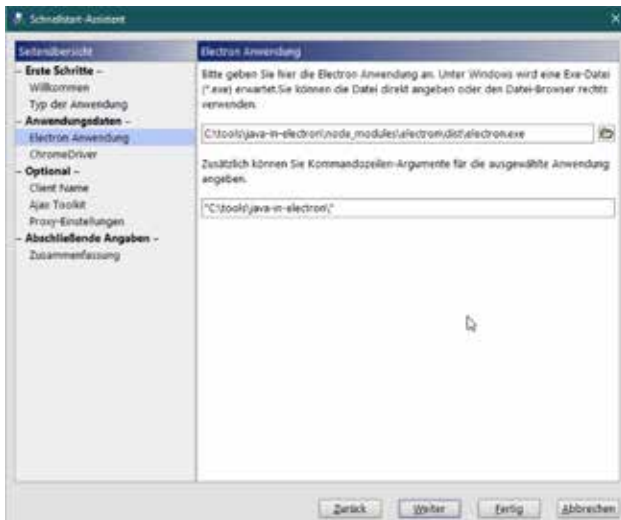 Schnellstart-Assistent
Seitenübersicht
– Erste Schritte –
Willkommen
Typ der Anwendung
– Anwendungsdaten –
Electron Anwendung
ChromeDriver
– Optional –
Client Name
Ajax Toolkit
Proxy-Einstellungen
– Abschließende Angaben –
Zusammenfassung
Electron Anwendung
Bitte geben Sie hier die Electron Anwendung an. Unter Windows wird eine Exe-Datei
(*.exe) erwartet.Sie können die Datei direkt angeben oder den Datei-Browser rechts
verwenden.
C:\tools\java-in-electron\node_modules\electron\dist\electron.exe
Zusätzlich können Sie Kommandozeilen-Argumente für die ausgewählte Anwendung
angeben.
"C:\tools\java-in-electron\."
Zurück
Weiter
Fertig
Abbrechen